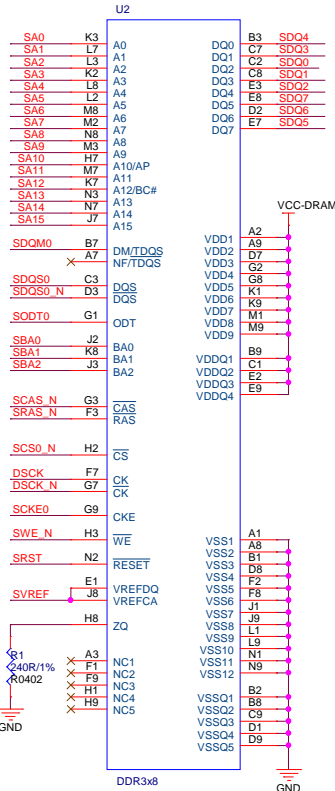 U2
SA0 K3 A0 DQ0 B3 SDQ4
SA1 L7 A1 DQ1 C7 SDQ3
SA2 L3 A2 DQ2 C2 SDQ0
SA3 K2 A3 DQ3 C8 SDQ1
SA4 L8 A4 DQ4 E3 SDQ2
SA5 L2 A5 DQ5 E8 SDQ7
SA6 M8 A6 DQ6 D2 SDQ6
SA7 M2 A7 DQ7 E7 SDQ5
SA8 N8 A8
SA9 M3 A9
SA10 H7 A10/AP
SA11 M7 A11
SA12 K7 A12/BC#
SA13 N3 A13
SA14 N7 A14
SA15 J7 A15
VCC-DRAM
SDQM0 B7 DM/TDQS
A7 NF/TDQS
SDQS0 C3 DQS
SDQS0_N D3 DQS
SODT0 G1 ODT
SBA0 J2 BA0
SBA1 K8 BA1
SBA2 J3 BA2
VDD1 A2
VDD2 A9
VDD3 D7
VDD4 G2
VDD5 G8
VDD6 K1
VDD7 K9
VDD8 M1
VDD9 M9
VDDQ1 B9
VDDQ2 C1
VDDQ3 E2
VDDQ4 E9
SCAS_N G3 CAS
SRAS_N F3 RAS
SCS0_N H2 CS
DSCK F7 CK
DSCK_N G7 CK
SCKE0 G9 CKE
SWE_N H3 WE
SRST N2 RESET
E1 VREFDQ
SVREF J8 VREFCA
H8 ZQ
VSS1 A1
VSS2 A8
VSS3 B1
VSS4 D8
VSS5 F2
VSS6 F8
VSS7 J1
VSS8 J9
VSS9 L1
VSS10 L9
VSS11 N1
VSS12 N9
R1
240R/1%
R0402
GND
A3 NC1
F1 NC2
F9 NC3
H1 NC4
H9 NC5
VSSQ1 B2
VSSQ2 B8
VSSQ3 C9
VSSQ4 D1
VSSQ5 D9
GND
DDR3x8